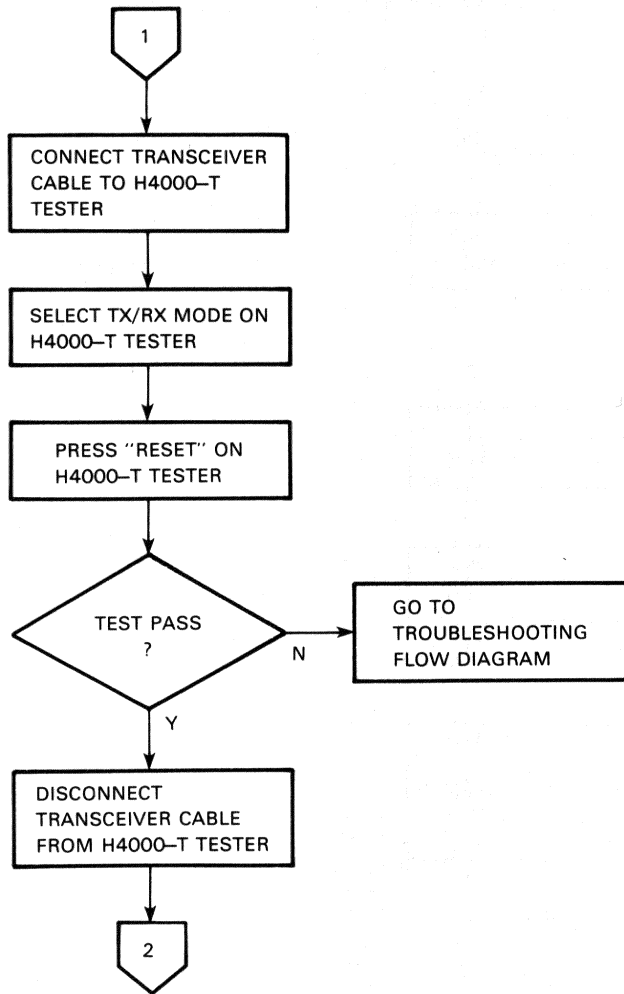 1
CONNECT TRANSCEIVER
CABLE TO H4000–T
TESTER
SELECT TX/RX MODE ON
H4000–T TESTER
PRESS "RESET" ON
H4000–T TESTER
TEST PASS
?
N
GO TO
TROUBLESHOOTING
FLOW DIAGRAM
Y
DISCONNECT
TRANSCEIVER CABLE
FROM H4000–T TESTER
2